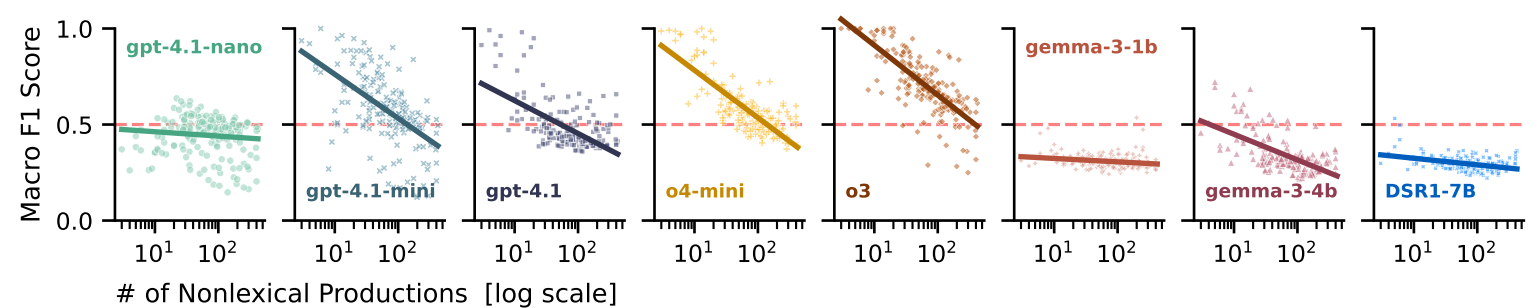 Macro F1 Score
1.0
0.5
0.0
gpt-4.1-nano
gpt-4.1-mini
gpt-4.1
o4-mini
o3
gemma-3-1b
gemma-3-4b
DSR1-7B
10¹ 10² 10¹ 10² 10¹ 10² 10¹ 10² 10¹ 10² 10¹ 10² 10¹ 10² 10¹ 10²
# of Nonlexical Productions [log scale]